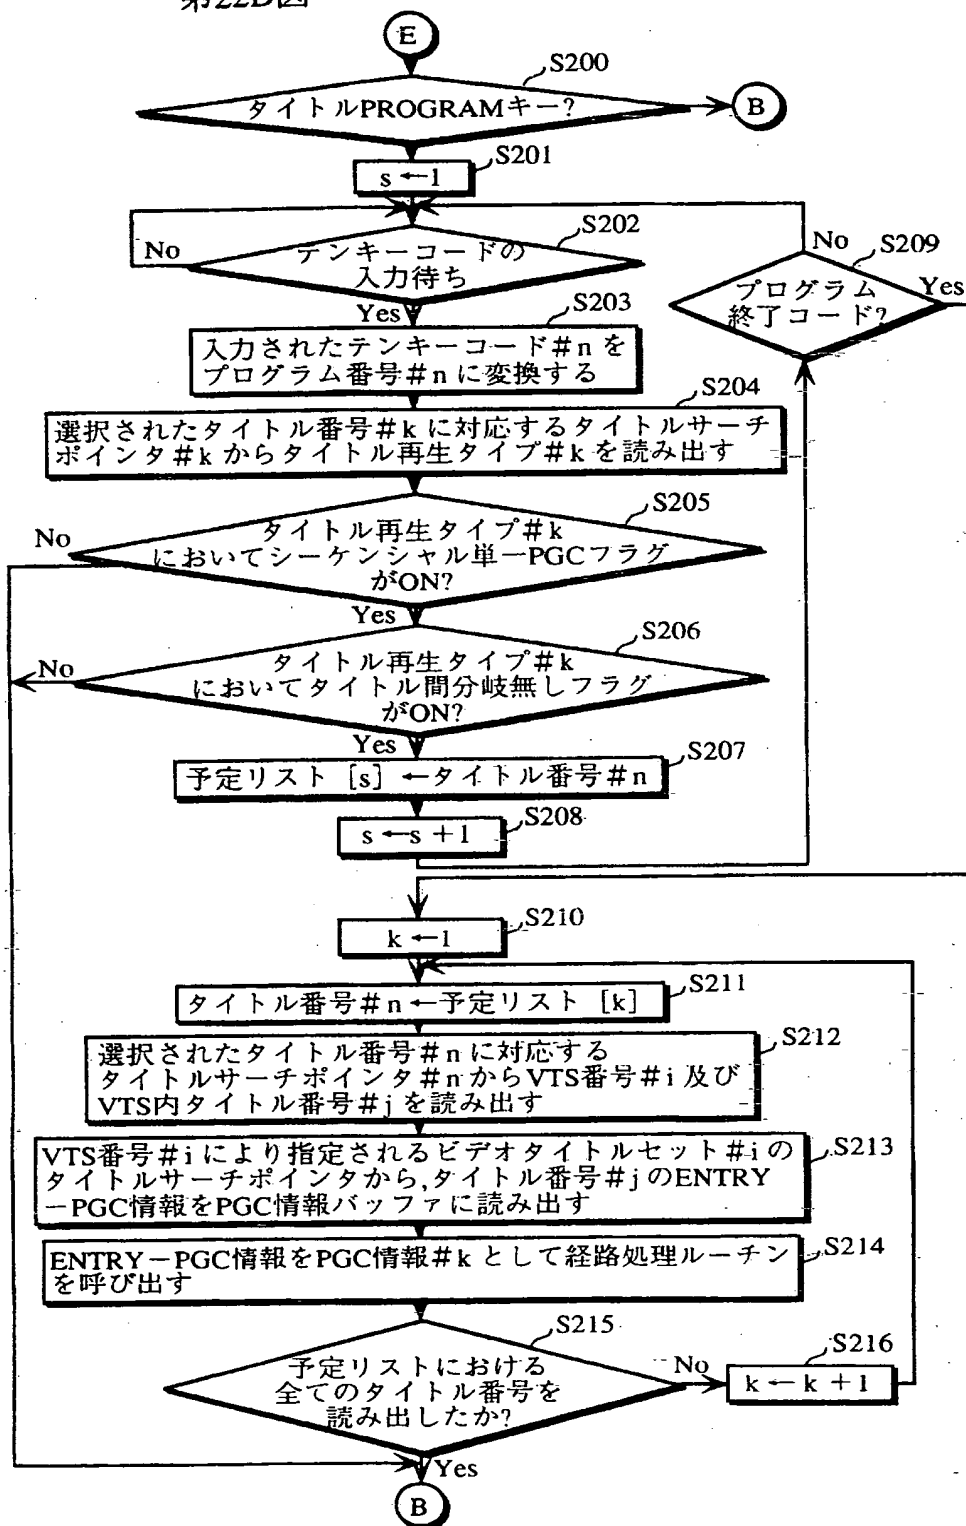 第22B図
E
S200
タイトルPROGRAMキー?
B
S201
s←1
S202
No
テンキーコードの
入力待ち
Yes
No
S209
プログラム
終了コード?
Yes
S203
入力されたテンキーコード#nを
プログラム番号#nに変換する
S204
選択されたタイトル番号#kに対応するタイトルサーチ
ポインタ#kからタイトル再生タイプ#kを読み出す
S205
No
タイトル再生タイプ#k
においてシーケンシャル単一PGCフラグ
がON?
Yes
S206
No
タイトル再生タイプ#k
においてタイトル間分岐無しフラグ
がON?
Yes
S207
予定リスト [s] ←タイトル番号#n
S208
s←s+1
S210
k←1
S211
タイトル番号#n←予定リスト [k]
S212
選択されたタイトル番号#nに対応する
タイトルサーチポインタ#nからVTS番号#i及び
VTS内タイトル番号#jを読み出す
S213
VTS番号#iにより指定されるビデオタイトルセット#iの
タイトルサーチポインタから,タイトル番号#jのENTRY
-PGC情報をPGC情報バッファに読み出す
S214
ENTRY-PGC情報をPGC情報#kとして経路処理ルーチン
を呼び出す
S215
予定リストにおける
全てのタイトル番号を
読み出したか?
No
S216
k←k+1
Yes
B